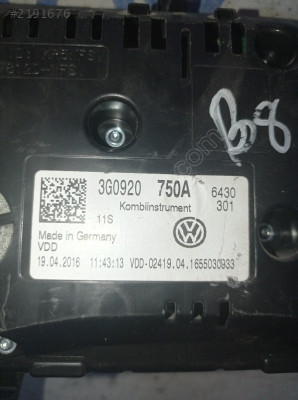 #2191676
B8
3G0920 750A 6430
Kombiinstrument 301
11S
Made in Germany
VDD
19.04.2016 11:43:13 VDD-02419.04.1655030933